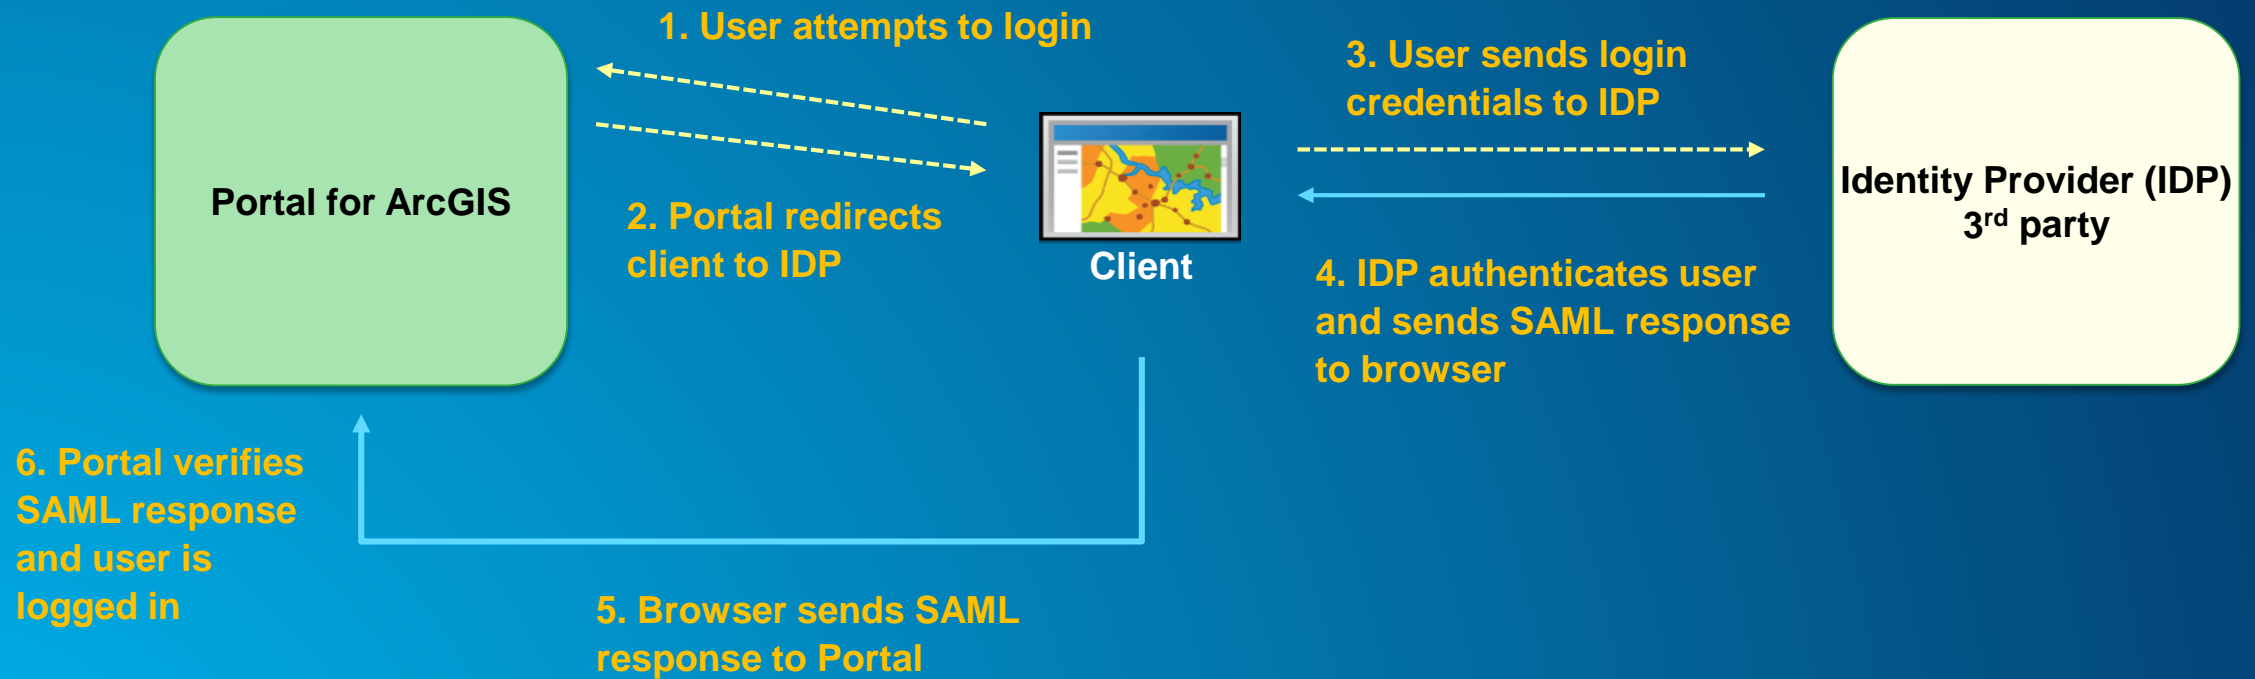 1. User attempts to login
3. User sends login
credentials to IDP
Portal for ArcGIS
Identity Provider (IDP)
3rd party
2. Portal redirects
client to IDP
Client
4. IDP authenticates user
and sends SAML response
to browser
6. Portal verifies
SAML response
and user is
logged in
5. Browser sends SAML
response to Portal